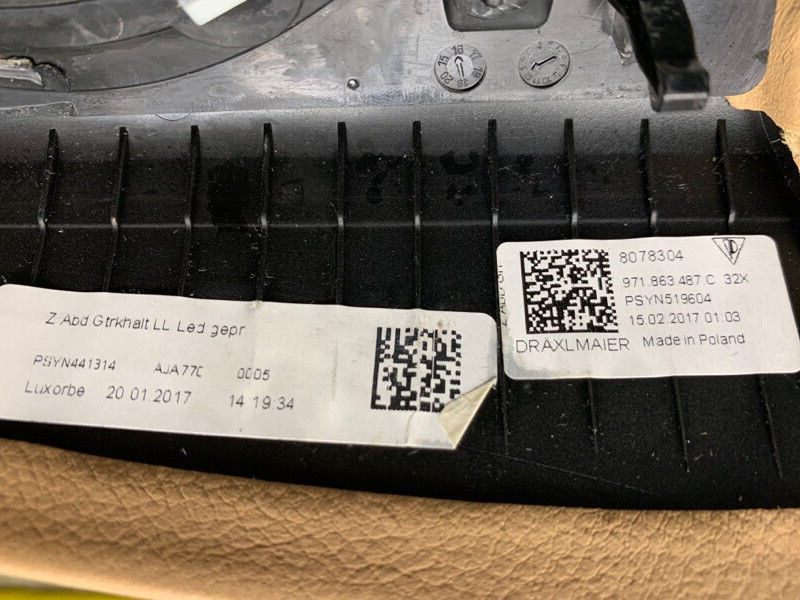 Z Abd Gtrkhalt LL Led gepr
PSYN441314 AJA770 0005
Luxorbe 20 01.2017 14 19.34
8078304
971.863.487.C 32X
PSYN519604
15.02.2017 01:03
DRÄXLMAIER Made in Poland